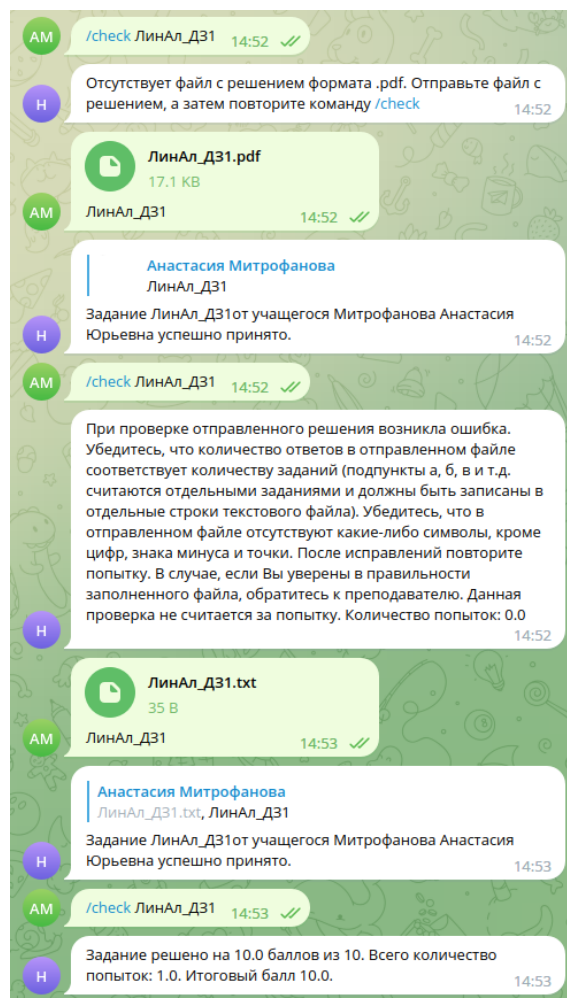 AM
/check ЛинАл_ДЗ1 14:52
Отсутствует файл с решением формата .pdf. Отправьте файл с
решением, а затем повторите команду /check
Н
14:52
ЛинАл_ДЗ1.pdf
17.1 KB
AM
ЛинАл_ДЗ1
14:52
Анастасия Митрофанова
ЛинАл_ДЗ1
Задание ЛинАл_ДЗ1от учащегося Митрофанова Анастасия
Юрьевна успешно принято.
Н
14:52
AM
/check ЛинАл_ДЗ1 14:52
При проверке отправленного решения возникла ошибка.
Убедитесь, что количество ответов в отправленном файле
соответствует количеству заданий (подпункты а, б, в и т.д.
считаются отдельными заданиями и должны быть записаны в
отдельные строки текстового файла). Убедитесь, что в
отправленном файле отсутствуют какие-либо символы, кроме
цифр, знака минуса и точки. После исправлений повторите
попытку. В случае, если Вы уверены в правильности
заполненного файла, обратитесь к преподавателю. Данная
проверка не считается за попытку. Количество попыток: 0.0
Н
14:52
ЛинАл_ДЗ1.txt
35 B
AM
ЛинАл_ДЗ1
14:53
Анастасия Митрофанова
ЛинАл_ДЗ1.txt, ЛинАл_ДЗ1
Задание ЛинАл_ДЗ1от учащегося Митрофанова Анастасия
Юрьевна успешно принято.
Н
14:53
AM
/check ЛинАл_ДЗ1 14:53
Задание решено на 10.0 баллов из 10. Всего количество
попыток: 1.0. Итоговый балл 10.0.
Н
14:53